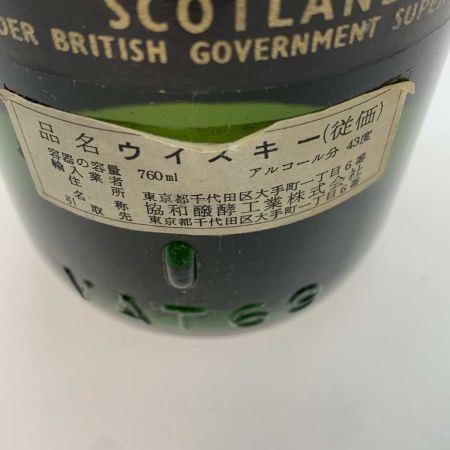 SCOTLAND
DER BRITISH GOVERNMENT SUPER
品名ウイスキー(従価)
容器の容量 760ml アルコール分 43度
輸入業者
住所 東京都千代田区大手町一丁目6番
名称 協和醱酵工業株式会社
引取先 東京都千代田区大手町一丁目6番
VAT 69